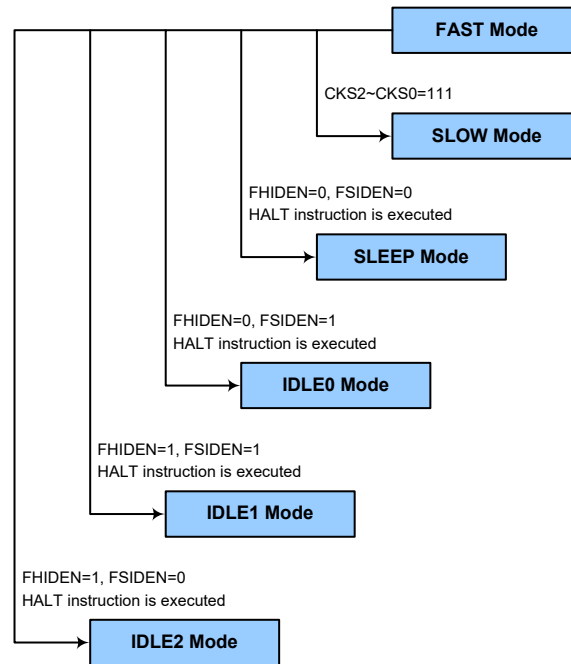 FAST Mode
CKS2~CKS0=111
SLOW Mode
FHIDEN=0, FSIDEN=0
HALT instruction is executed
SLEEP Mode
FHIDEN=0, FSIDEN=1
HALT instruction is executed
IDLE0 Mode
FHIDEN=1, FSIDEN=1
HALT instruction is executed
IDLE1 Mode
FHIDEN=1, FSIDEN=0
HALT instruction is executed
IDLE2 Mode